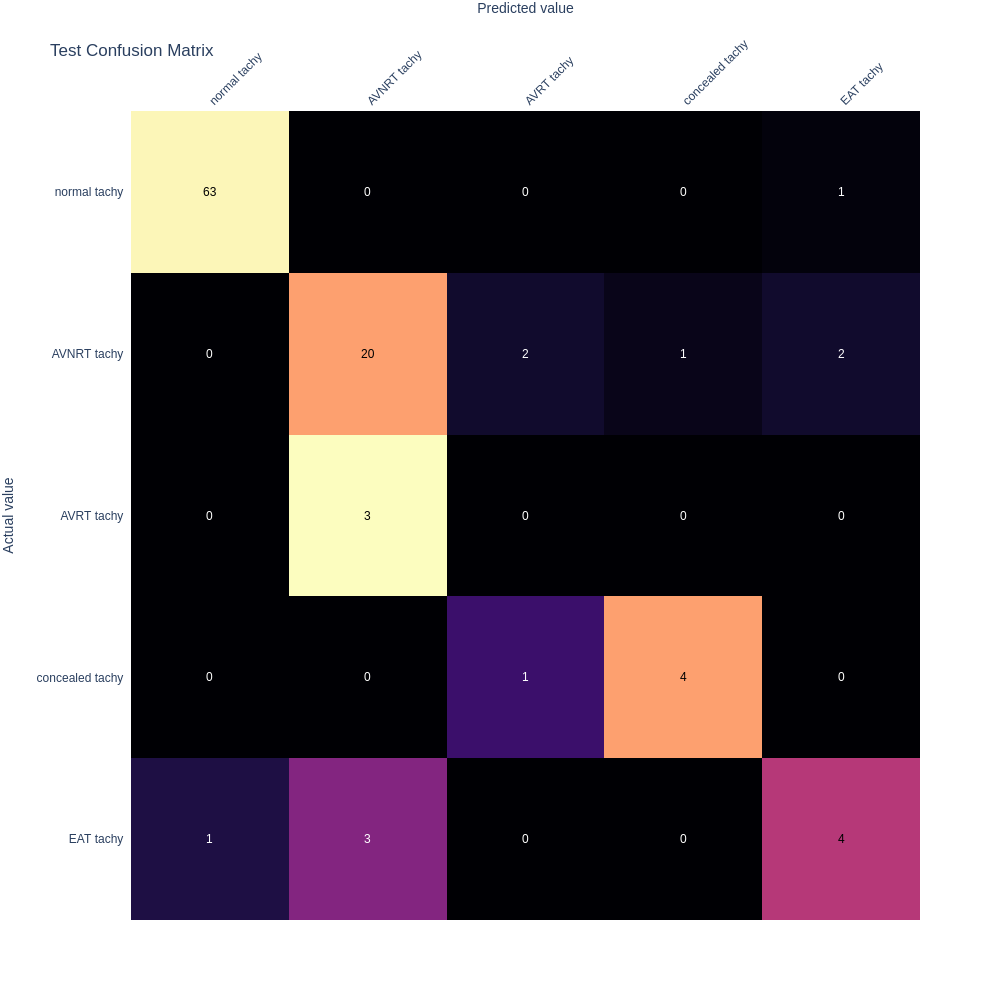 Predicted value
Test Confusion Matrix
normal tachy AVNRT tachy AVRT tachy concealed tachy EAT tachy
normal tachy 63 0 0 0 1
AVNRT tachy 0 20 2 1 2
Actual value
AVRT tachy 0 3 0 0 0
concealed tachy 0 0 1 4 0
EAT tachy 1 3 0 0 4